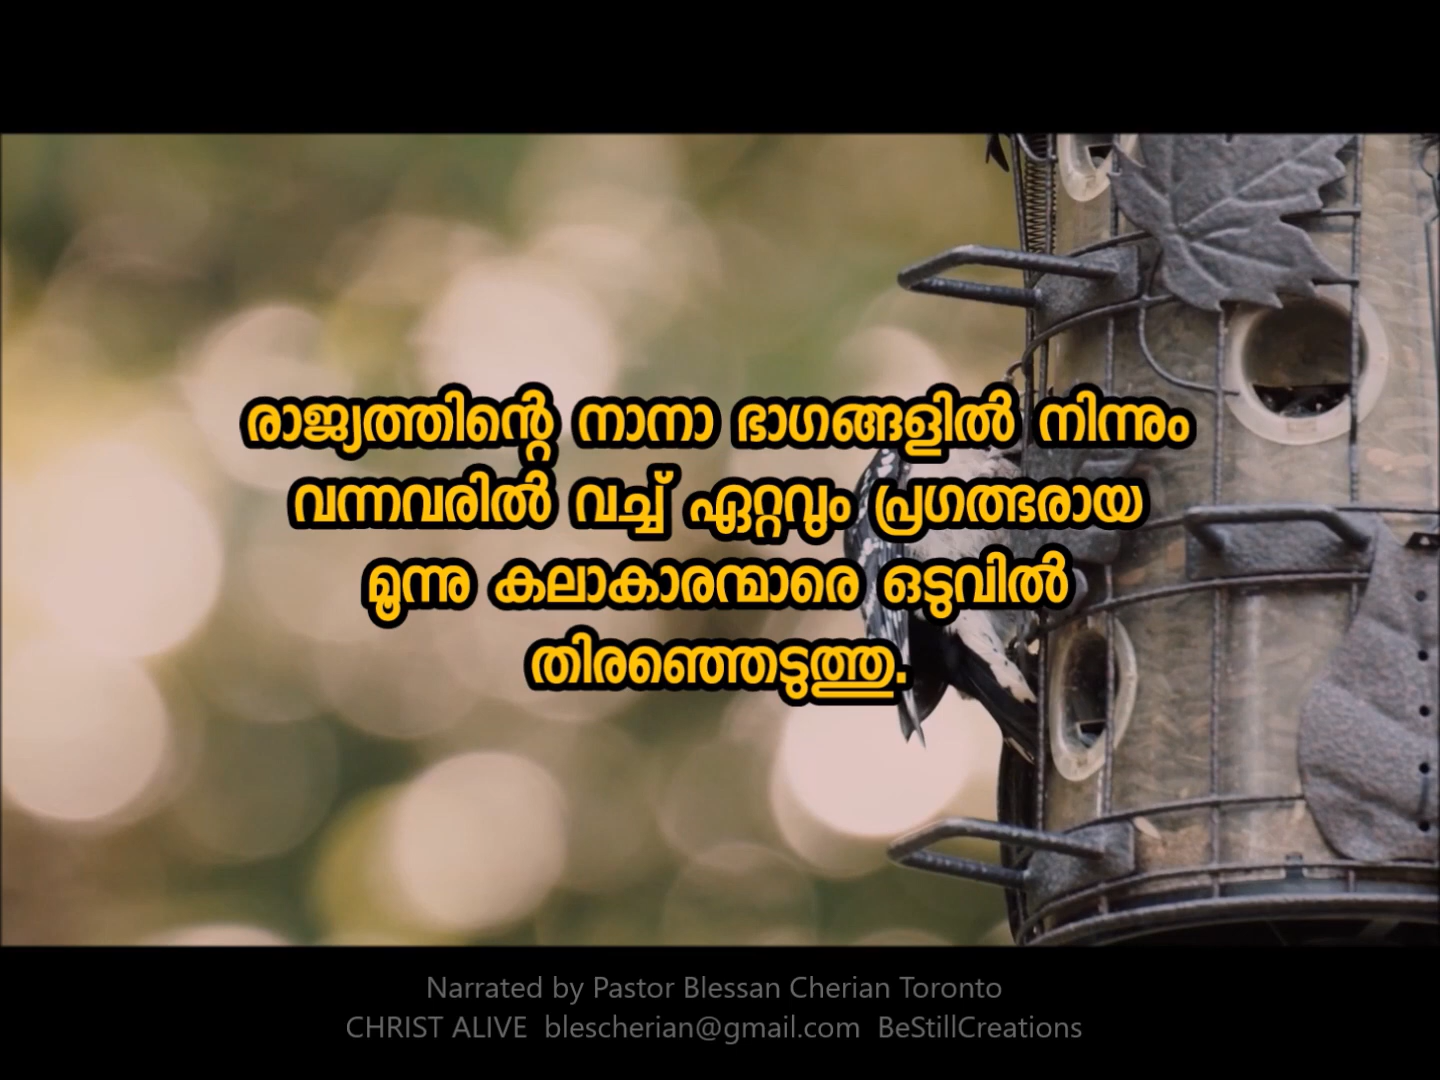 രാജ്യത്തിന്റെ നാനാ ഭാഗങ്ങളിൽ നിന്നും
വന്നവരിൽ വച്ച് ഏറ്റവും പ്രഗത്ഭരായ
മൂന്നു കലാകാരന്മാരെ ഒടുവിൽ
തിരഞ്ഞെടുത്തു.
Narrated by Pastor Blessan Cherian Toronto
CHRIST ALIVE blescherian@gmail.com BeStillCreations